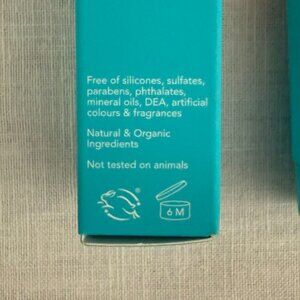 Free of silicones, sulfates,
parabens, phthalates,
mineral oils, DEA, artificial
colours & fragrances
Natural & Organic
Ingredients
Not tested on animals
®
6 M